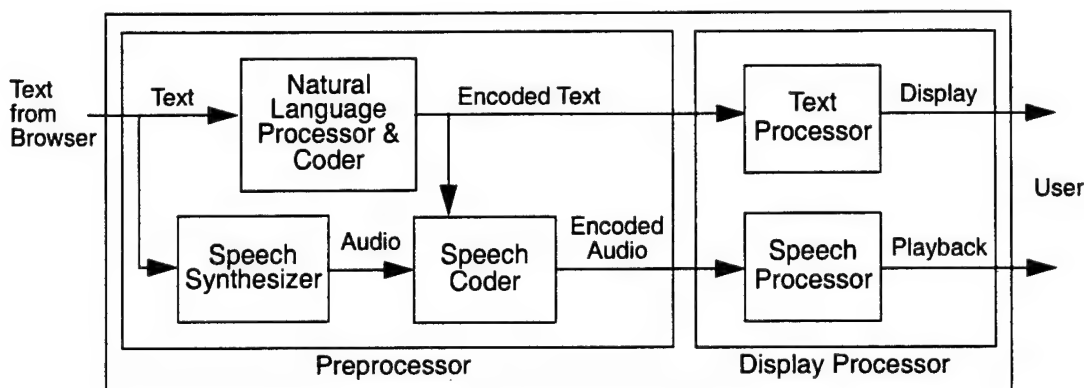 Text
from
Browser
Text
Natural
Language
Processor &
Coder
Encoded Text
Text
Processor
Display
User
Speech
Synthesizer
Audio
Speech
Coder
Encoded
Audio
Speech
Processor
Playback
Preprocessor
Display Processor